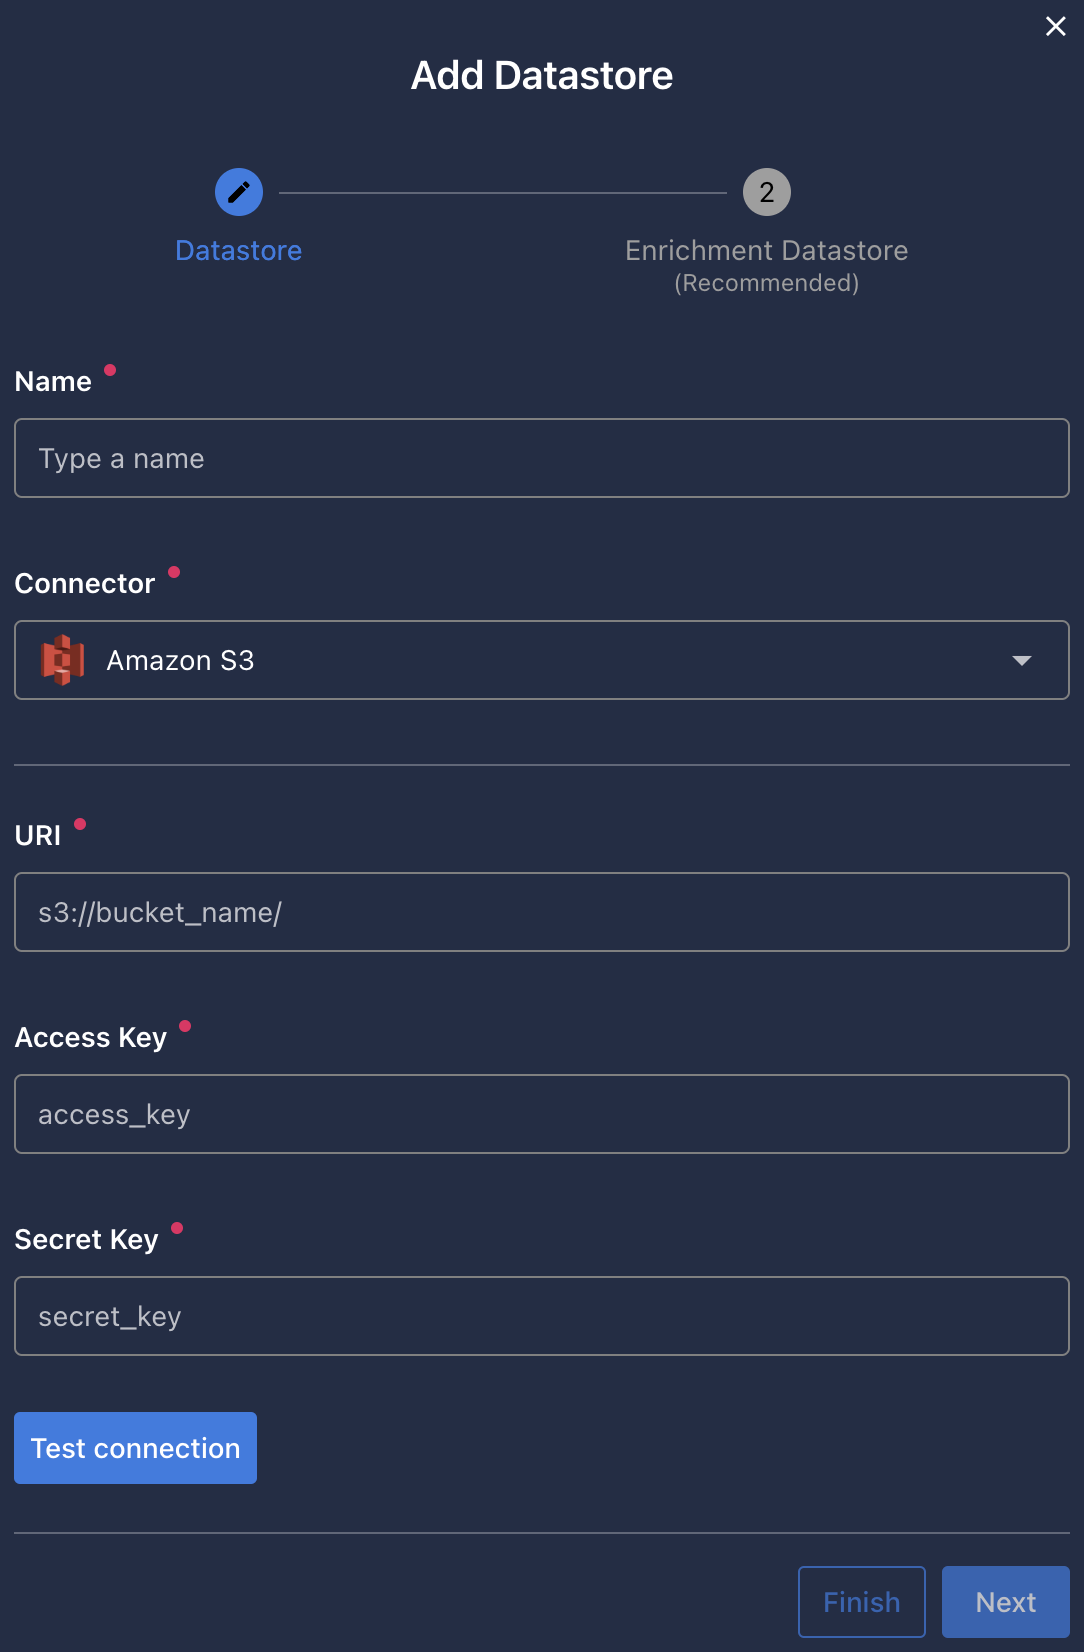 Add Datastore
2
Datastore
Enrichment Datastore
(Recommended)
Name
Type a name
Connector
Amazon S3
URI
s3://bucket_name/
Access Key
access_key
Secret Key
secret_key
Test connection
Finish
Next